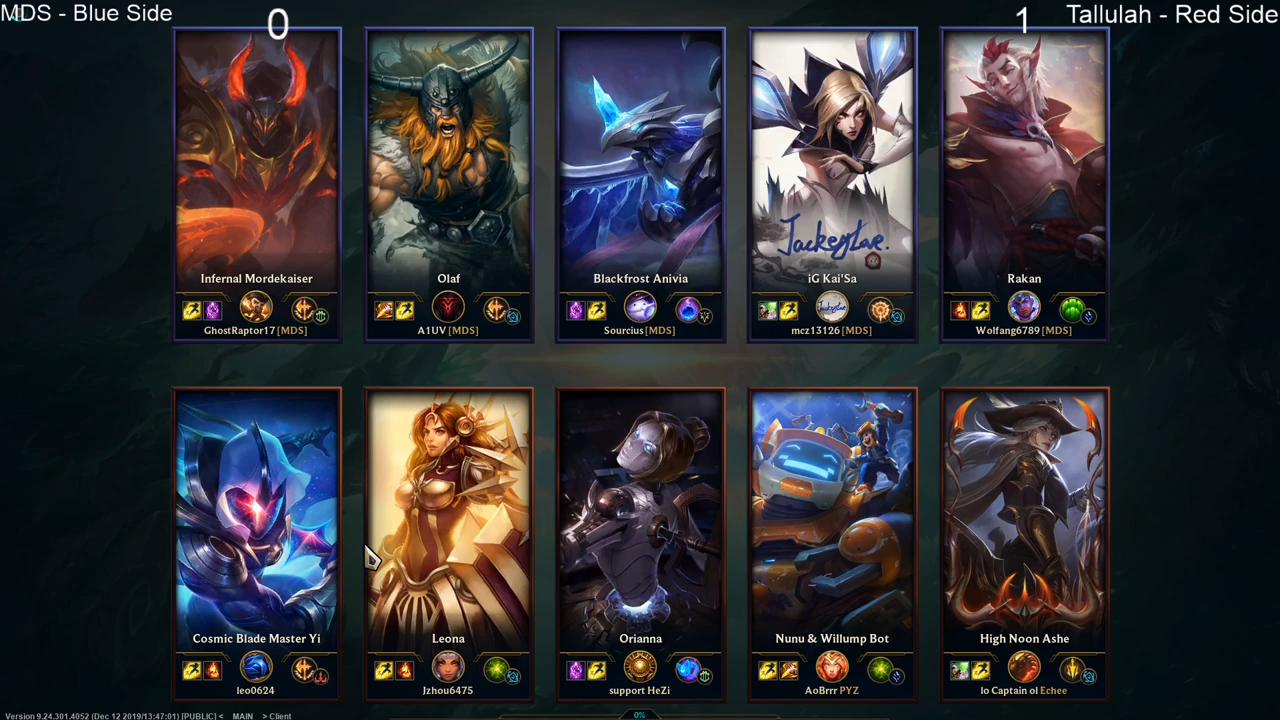 MDS - Blue Side
0
1
Tallulah - Red Side
Infernal Mordekaiser
Olaf
Blackfrost Anivia
iG Kai'Sa
Rakan
GhostRaptor17 [MDS]
A1UV [MDS]
Sourcius [MDS]
mcz13126 [MDS]
Wolfang6789 [MDS]
Cosmic Blade Master Yi
Leona
Orianna
Nunu & Willump Bot
High Noon Ashe
leo0624
Jzhou6475
support HeZi
AoBrrr PYZ
lo Captain ol Echee
Version 9.24.301.4052 (Dec 12 2019/13:47:01) [PUBLIC] < __MAIN__ > Client
0%